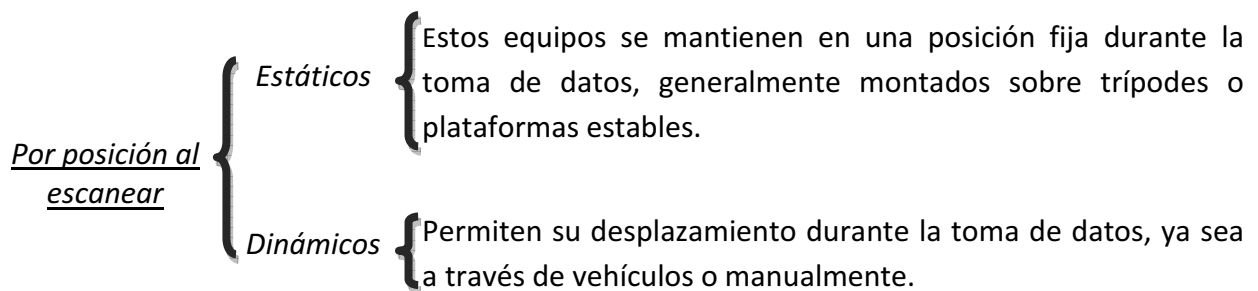 Por posición al
escanear
Estáticos
Estos equipos se mantienen en una posición fija durante la
toma de datos, generalmente montados sobre trípodes o
plataformas estables.
Dinámicos
Permiten su desplazamiento durante la toma de datos, ya sea
a través de vehículos o manualmente.